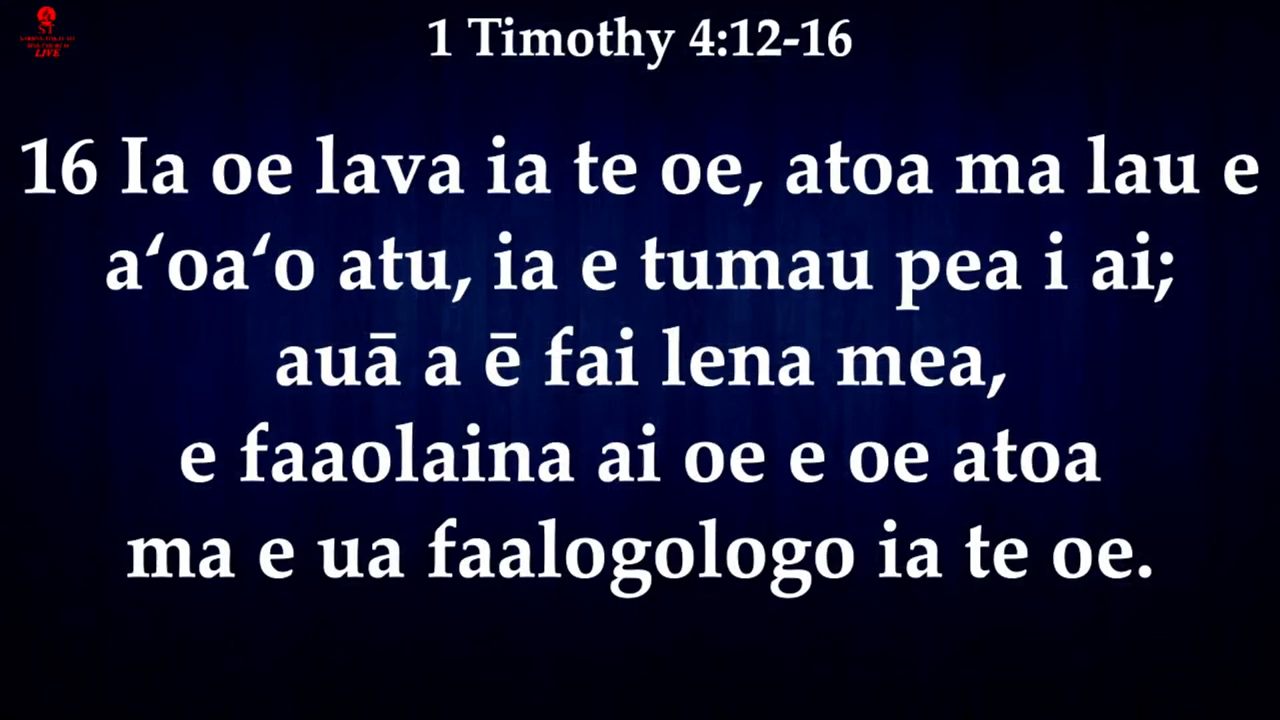 1 Timothy 4:12-16
LIVE
16 Ia oe lava ia te oe, atoa ma lau e
aʻoaʻo atu, ia e tumau pea i ai;
auā a ē fai lena mea,
e faaolaina ai oe e oe atoa
ma e ua faalogologo ia te oe.